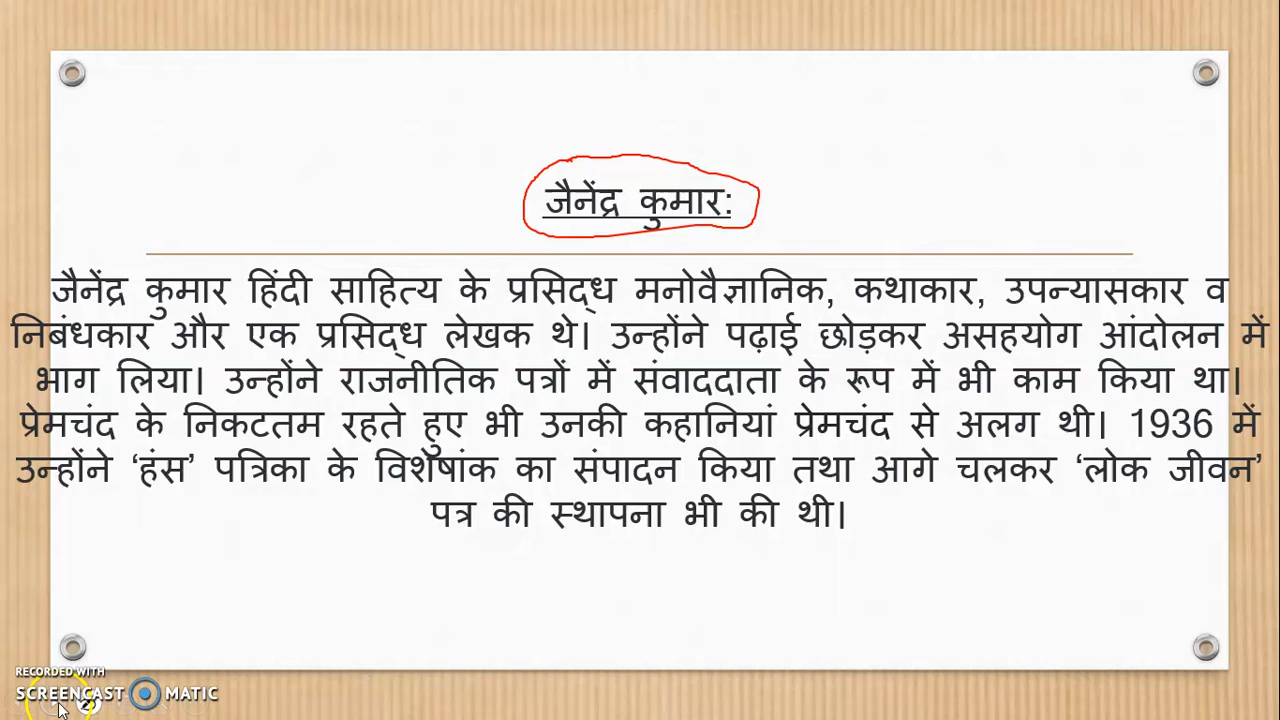 जैनेंद्र कुमार:
जैनेंद्र कुमार हिंदी साहित्य के प्रसिद्ध मनोवैज्ञानिक, कथाकार, उपन्यासकार व
निबंधकार और एक प्रसिद्ध लेखक थे। उन्होंने पढ़ाई छोड़कर असहयोग आंदोलन में
भाग लिया। उन्होंने राजनीतिक पत्रों में संवाददाता के रूप में भी काम किया था।
प्रेमचंद के निकटतम रहते हुए भी उनकी कहानियां प्रेमचंद से अलग थी। 1936 में
उन्होंने ‘हंस’ पत्रिका के विशेषांक का संपादन किया तथा आगे चलकर ‘लोक जीवन’
पत्र की स्थापना भी की थी।
RECORDED WITH
SCREENCAST MATIC